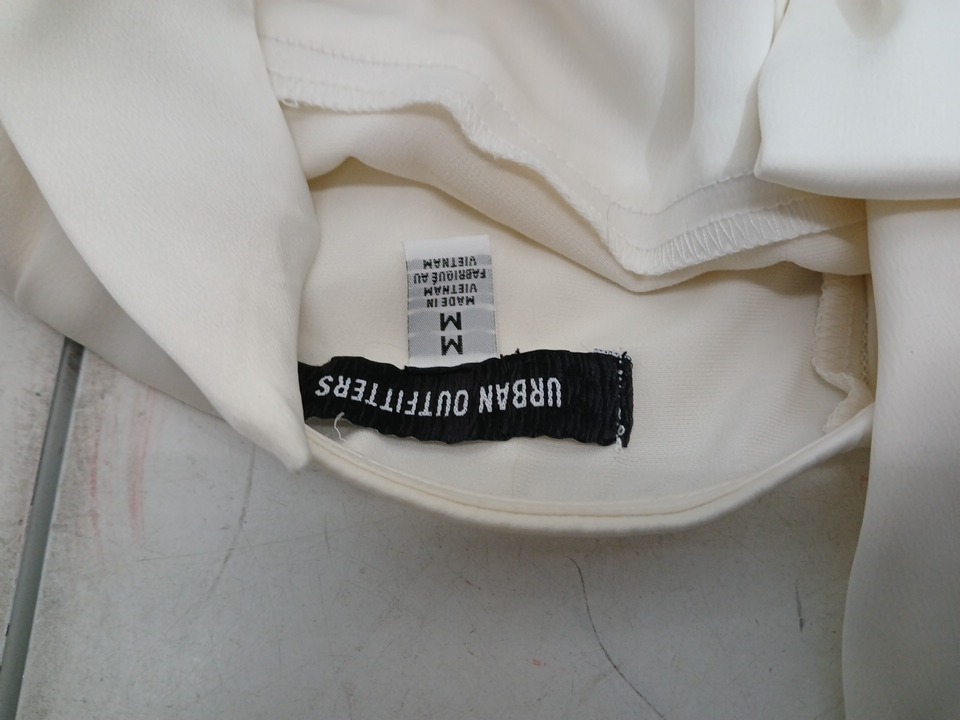 URBAN OUTFITTERS
M
M
MADE IN
VIETNAM
FABRIQUÉ AU
VIETNAM